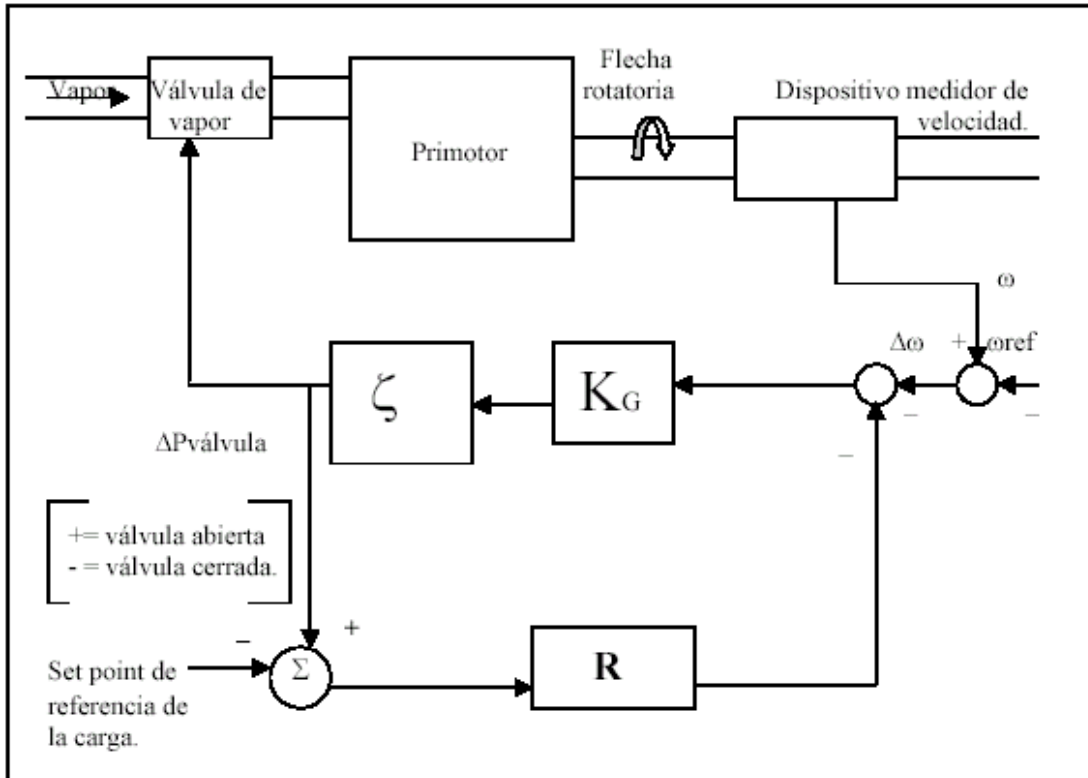 Flecha
rotatoria
Dispositivo medidor de
velocidad.
Vapor
Válvula de
vapor
Primotor
ω
Δω
+
ωref
ζ
KG
–
–
–
ΔPválvula
+= válvula abierta
- = válvula cerrada.
–
+
Σ
R
Set point de
referencia de
la carga.